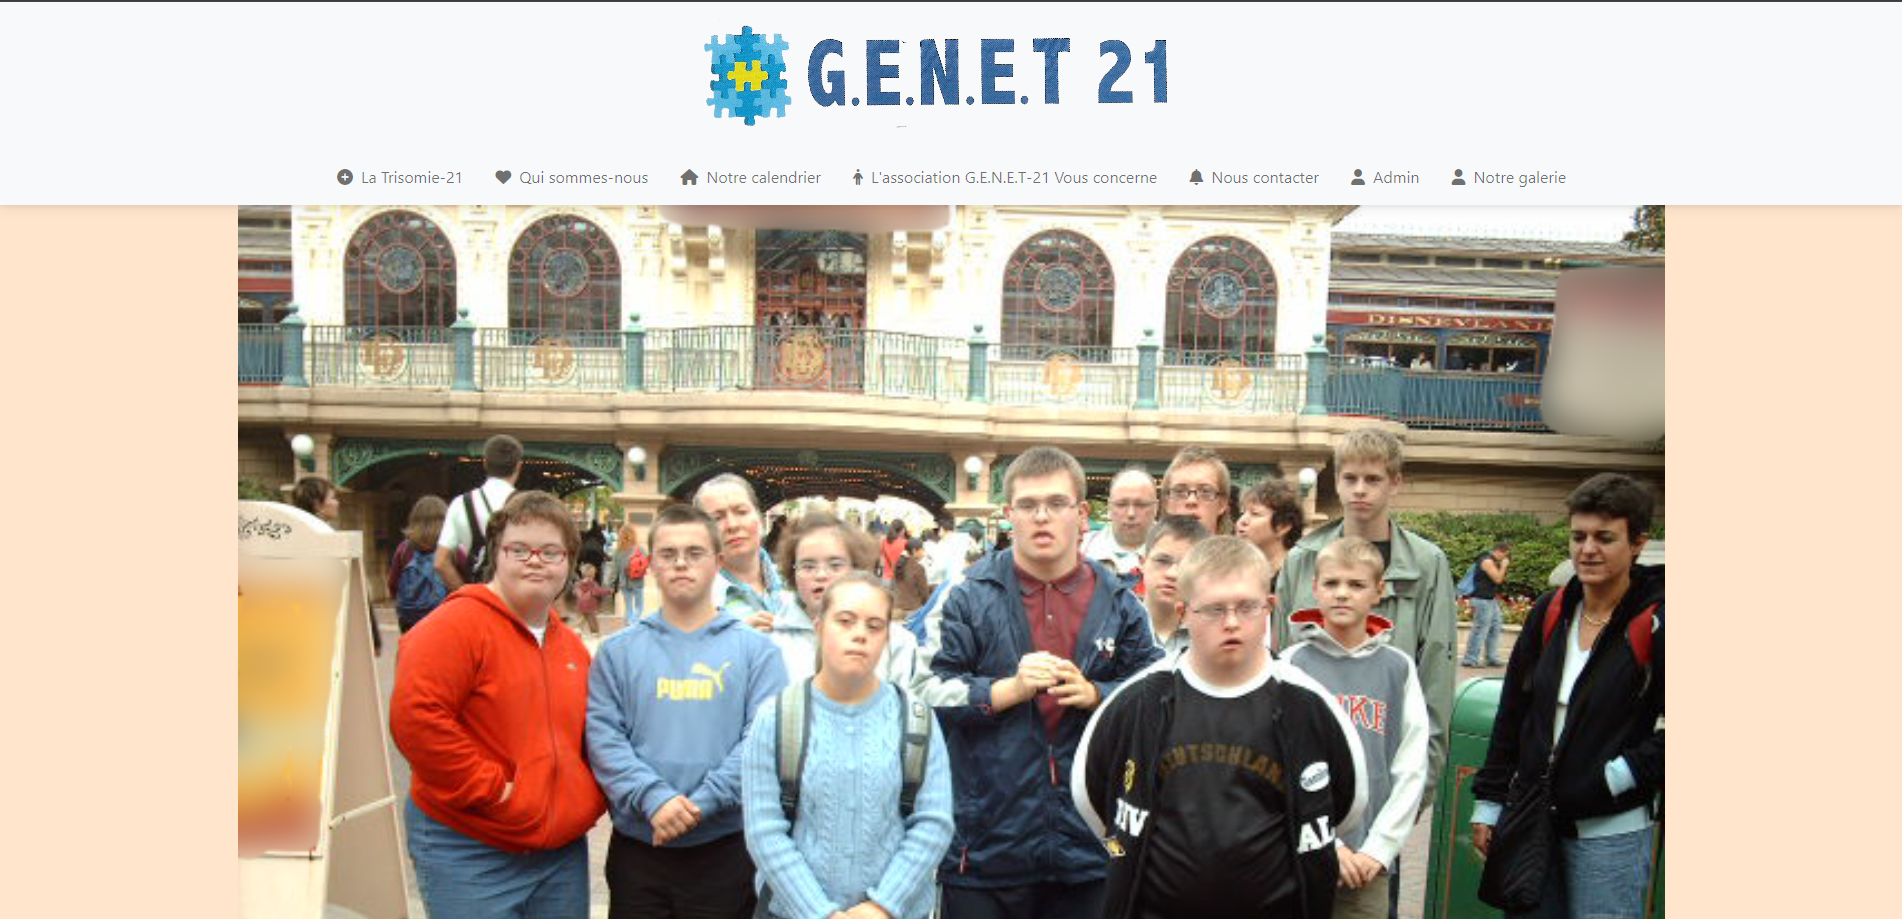 G.E.N.E.T 21
La Trisomie-21
Qui sommes-nous
Notre calendrier
L'association G.E.N.E.T-21 Vous concerne
Nous contacter
Admin
Notre galerie
DISNEYLAN
PUMA